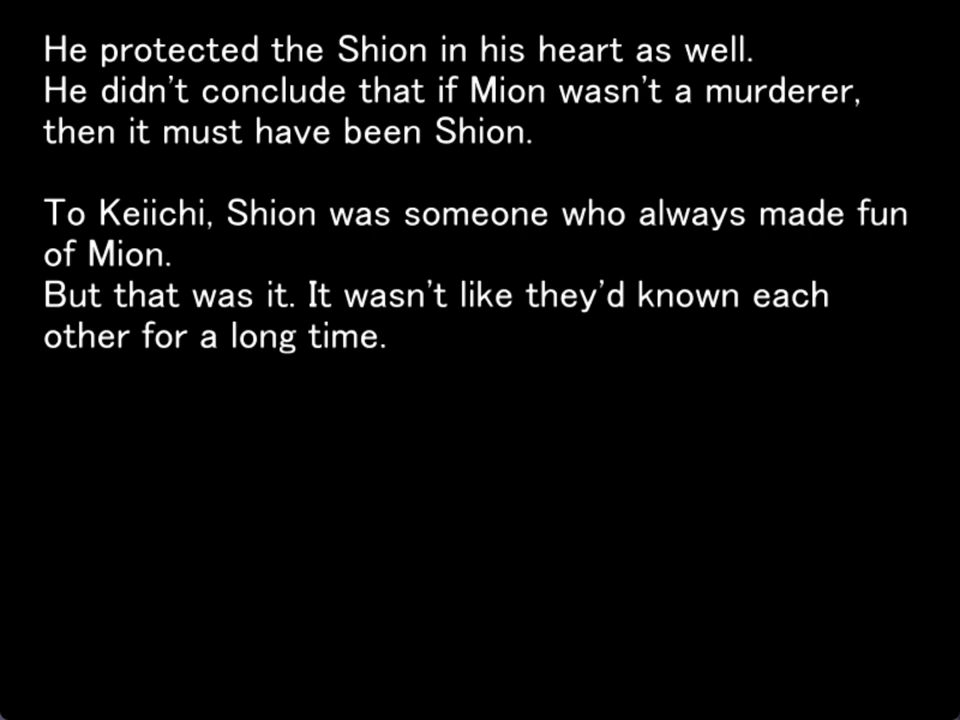 He protected the Shion in his heart as well.
He didn't conclude that if Mion wasn't a murderer,
then it must have been Shion.
To Keiichi, Shion was someone who always made fun
of Mion.
But that was it. It wasn't like they'd known each
other for a long time.